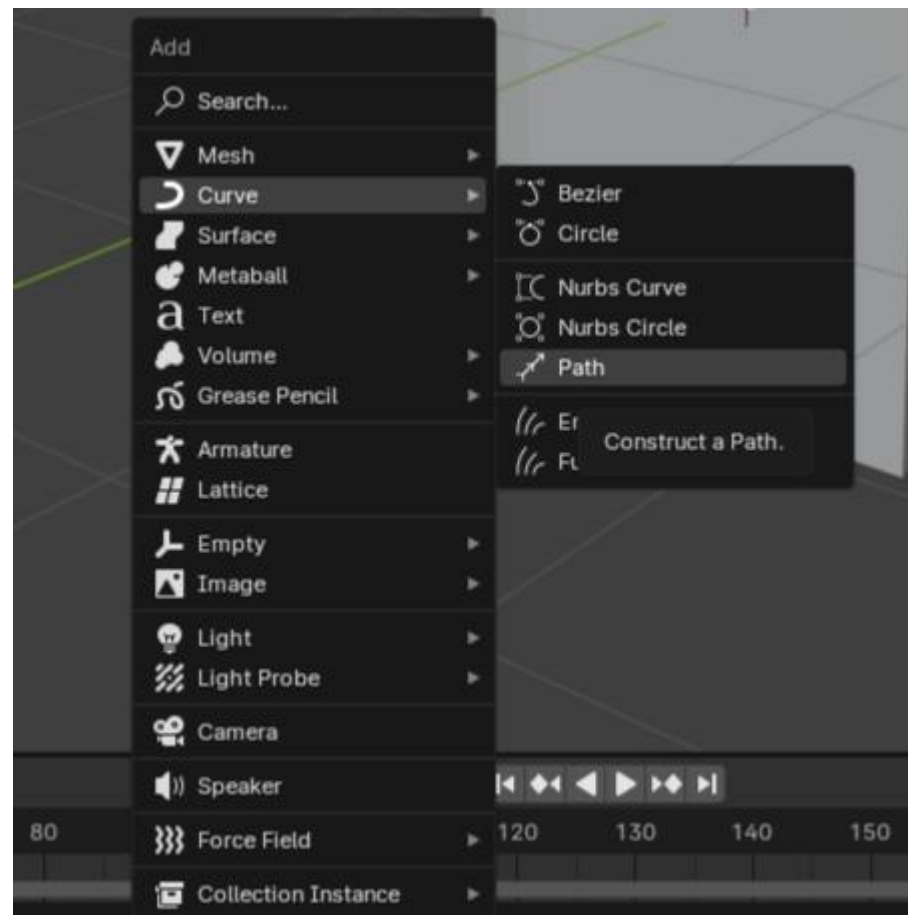 Add
Search...
Mesh
Curve
Surface
Metaball
Text
Volume
Grease Pencil
Armature
Lattice
Empty
Image
Light
Light Probe
Camera
Speaker
Force Field
Collection Instance
Bezier
Circle
Nurbs Curve
Nurbs Circle
Path
Construct a Path.
80
120
130
140
150